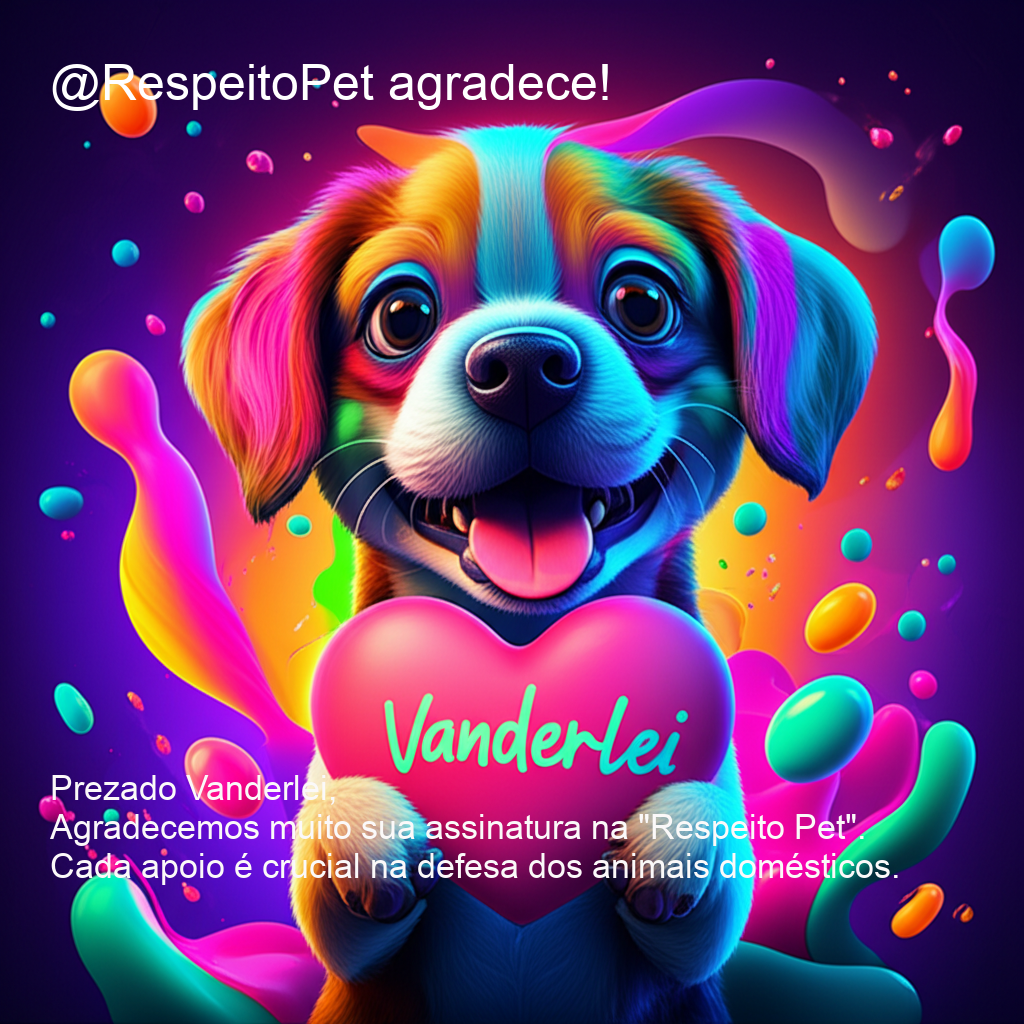 @RespeitoPet agradece!
Vanderlei
Prezado Vanderlei,
Agradecemos muito sua assinatura na "Respeito Pet".
Cada apoio é crucial na defesa dos animais domésticos.